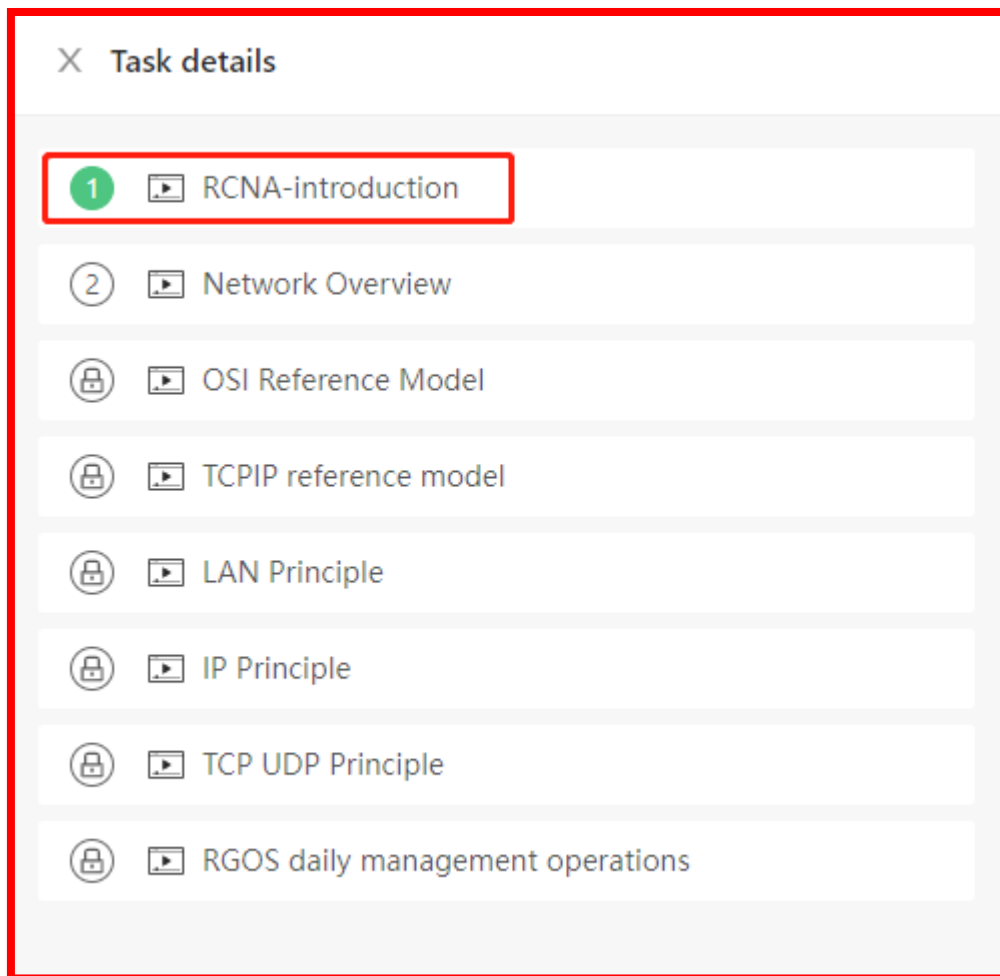 Task details
1 RCNA-introduction
2 Network Overview
OSI Reference Model
TCPIP reference model
LAN Principle
IP Principle
TCP UDP Principle
RGOS daily management operations